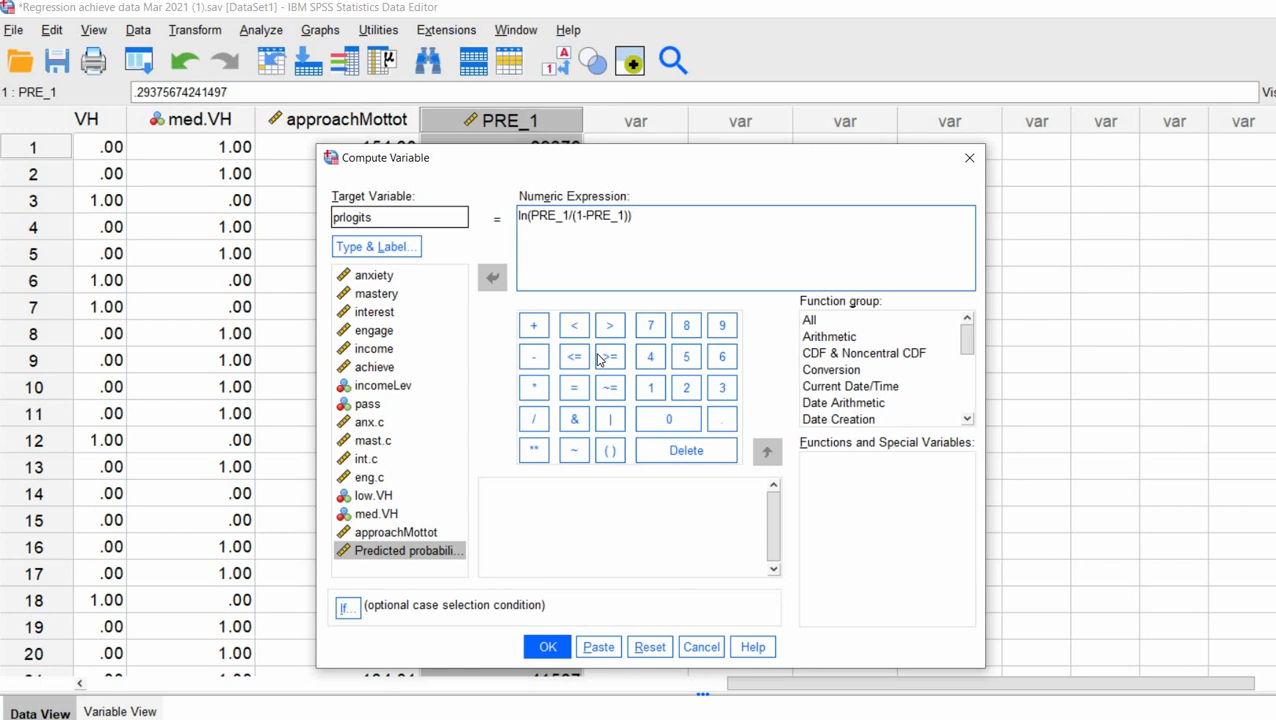 *Regression achieve data Mar 2021 (1).sav [DataSet1] - IBM SPSS Statistics Data Editor
File Edit View Data Transform Analyze Graphs Utilities Extensions Window Help
1 : PRE_1 .29375674241497 Vis
VH med.VH approachMottot PRE_1 var var var var var var var
1 .00 1.00
2 .00 1.00
3 1.00 .00
4 .00 1.00
5 .00 1.00
6 1.00 .00
7 1.00 .00
8 .00 1.00
9 .00 1.00
10 .00 1.00
11 .00 1.00
12 1.00 .00
13 .00 1.00
14 .00 1.00
15 .00 1.00
16 .00 1.00
17 .00 1.00
18 1.00 .00
19 .00 1.00
20 .00 1.00
Compute Variable
Target Variable:
prlogits
Type & Label...
=
Numeric Expression:
ln(PRE_1/(1-PRE_1))
anxiety
mastery
interest
engage
income
achieve
incomeLev
pass
anx.c
mast.c
int.c
eng.c
low.VH
med.VH
approachMottot
Predicted probabili...
+ < > 7 8 9
- <= >= 4 5 6
* = ~= 1 2 3
/ & | 0 .
** ~ ( ) Delete
Function group:
All
Arithmetic
CDF & Noncentral CDF
Conversion
Current Date/Time
Date Arithmetic
Date Creation
Functions and Special Variables:
If... (optional case selection condition)
OK Paste Reset Cancel Help
Data View Variable View